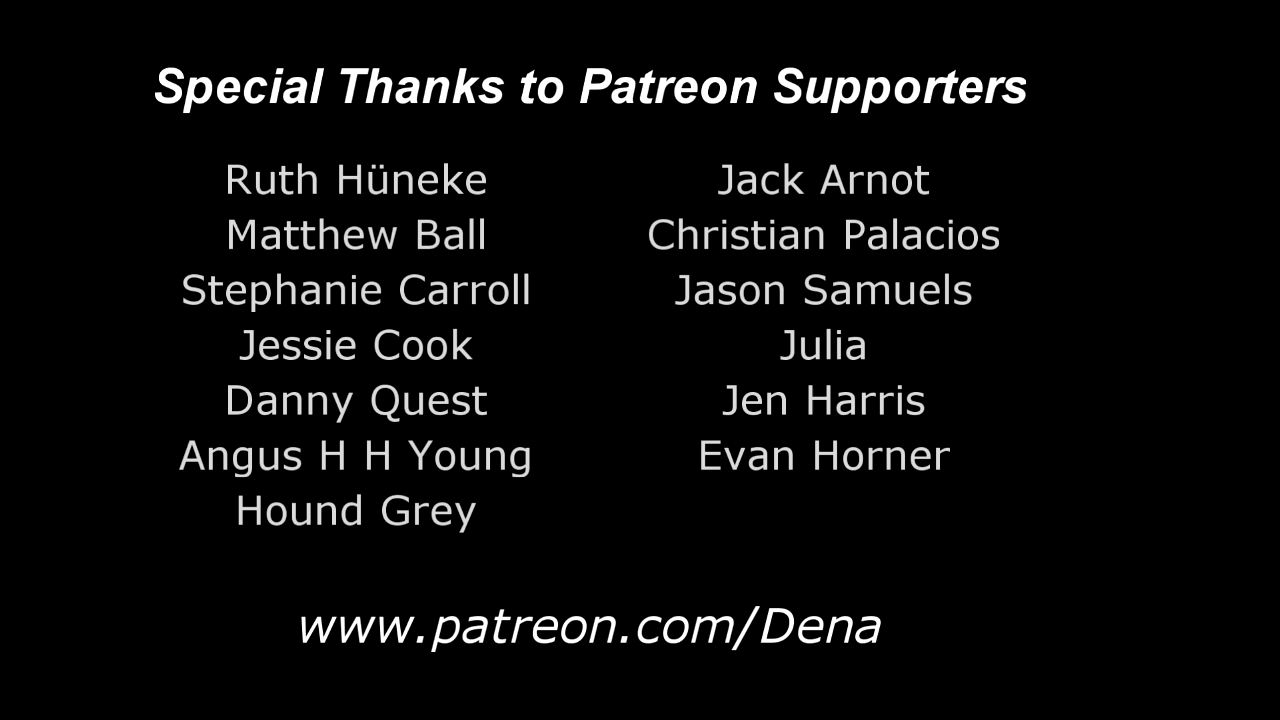 Special Thanks to Patreon Supporters
Ruth Hüneke
Matthew Ball
Stephanie Carroll
Jessie Cook
Danny Quest
Angus H H Young
Hound Grey
Jack Arnot
Christian Palacios
Jason Samuels
Julia
Jen Harris
Evan Horner
www.patreon.com/Dena